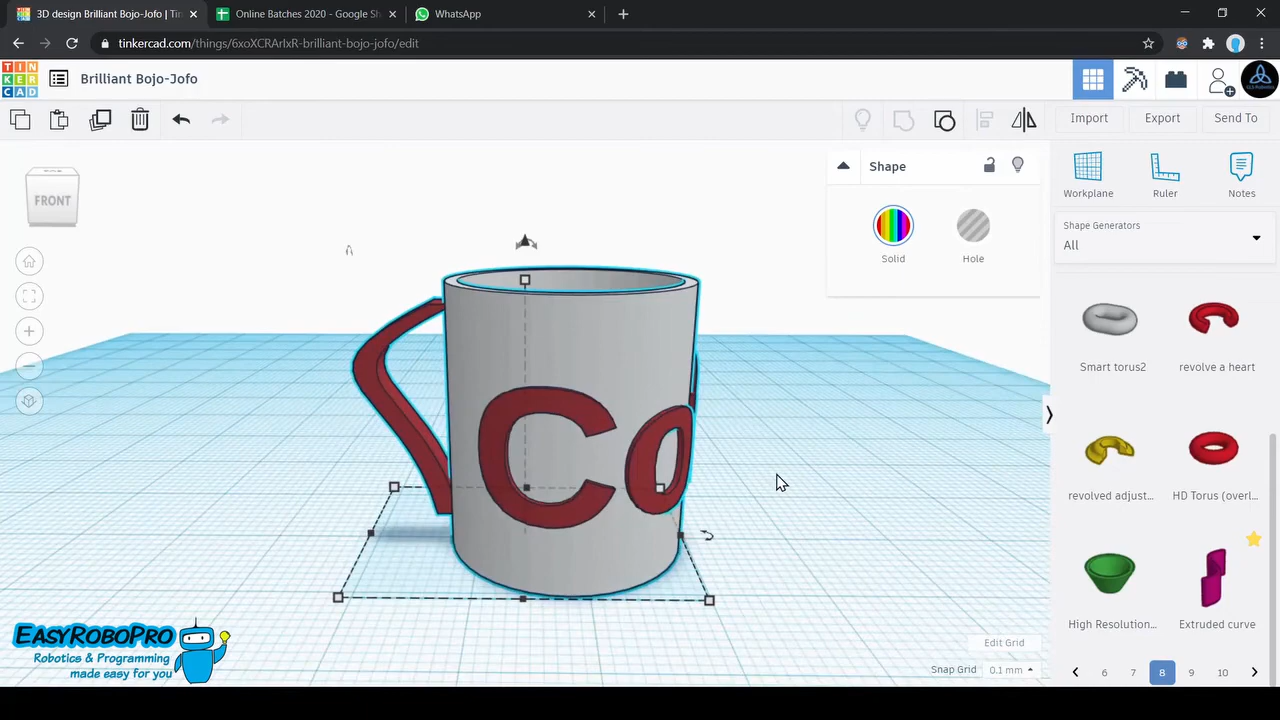 3D design Brilliant Bojo-Jofo | Tin
Online Batches 2020 - Google Sh
WhatsApp
tinkercad.com/things/6xoXCRArIxR-brilliant-bojo-jofo/edit
TIN
KER
CAD
Brilliant Bojo-Jofo
Import
Export
Send To
Shape
Solid
Hole
Workplane
Ruler
Notes
Shape Generators
All
FRONT
Smart torus2
revolve a heart
revolved adjust...
HD Torus (overl...
High Resolution...
Extruded curve
Co
Edit Grid
Snap Grid 0.1 mm
6 7 8 9 10
EASYROBOPRO
Robotics & Programming
made easy for you